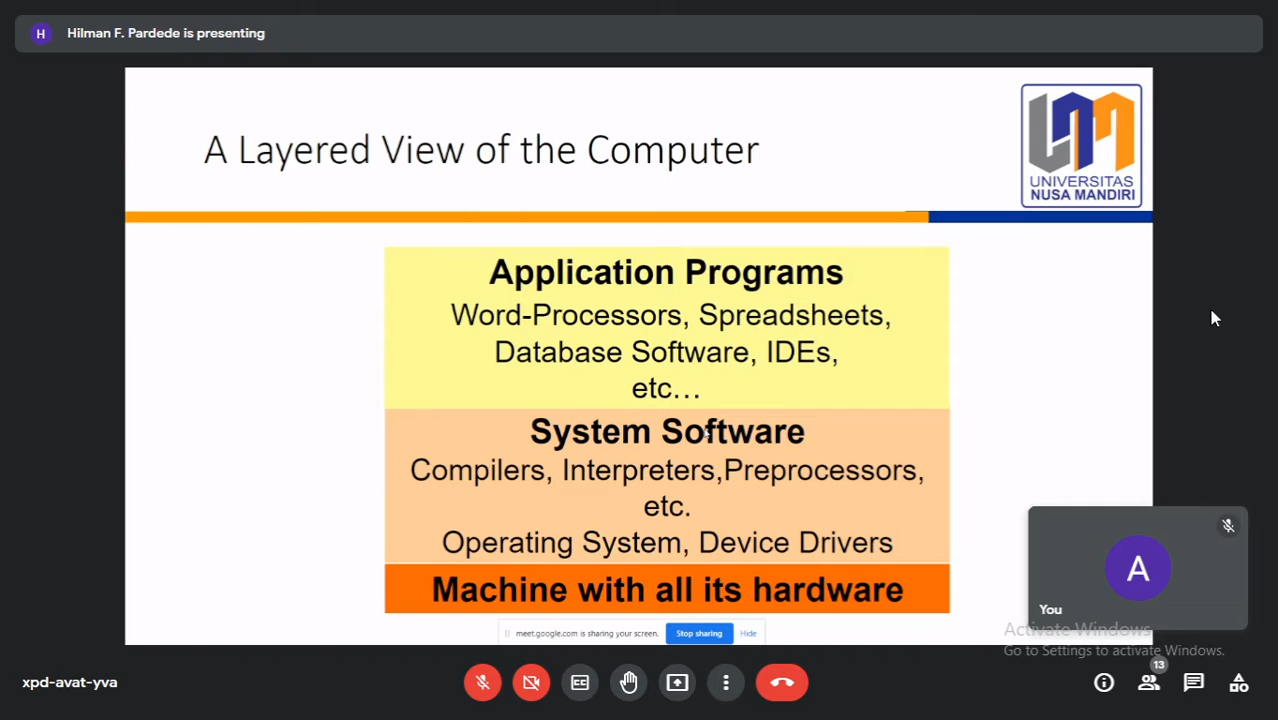 H
Hilman F. Pardede is presenting
A Layered View of the Computer
UNIVERSITAS
NUSA MANDIRI
Application Programs
Word-Processors, Spreadsheets,
Database Software, IDEs,
etc…
System Software
Compilers, Interpreters,Preprocessors,
etc.
Operating System, Device Drivers
Machine with all its hardware
meet.google.com is sharing your screen.
Stop sharing
Hide
A
You
Activate Windows
Go to Settings to activate Windows.
xpd-avat-yva
CC
13